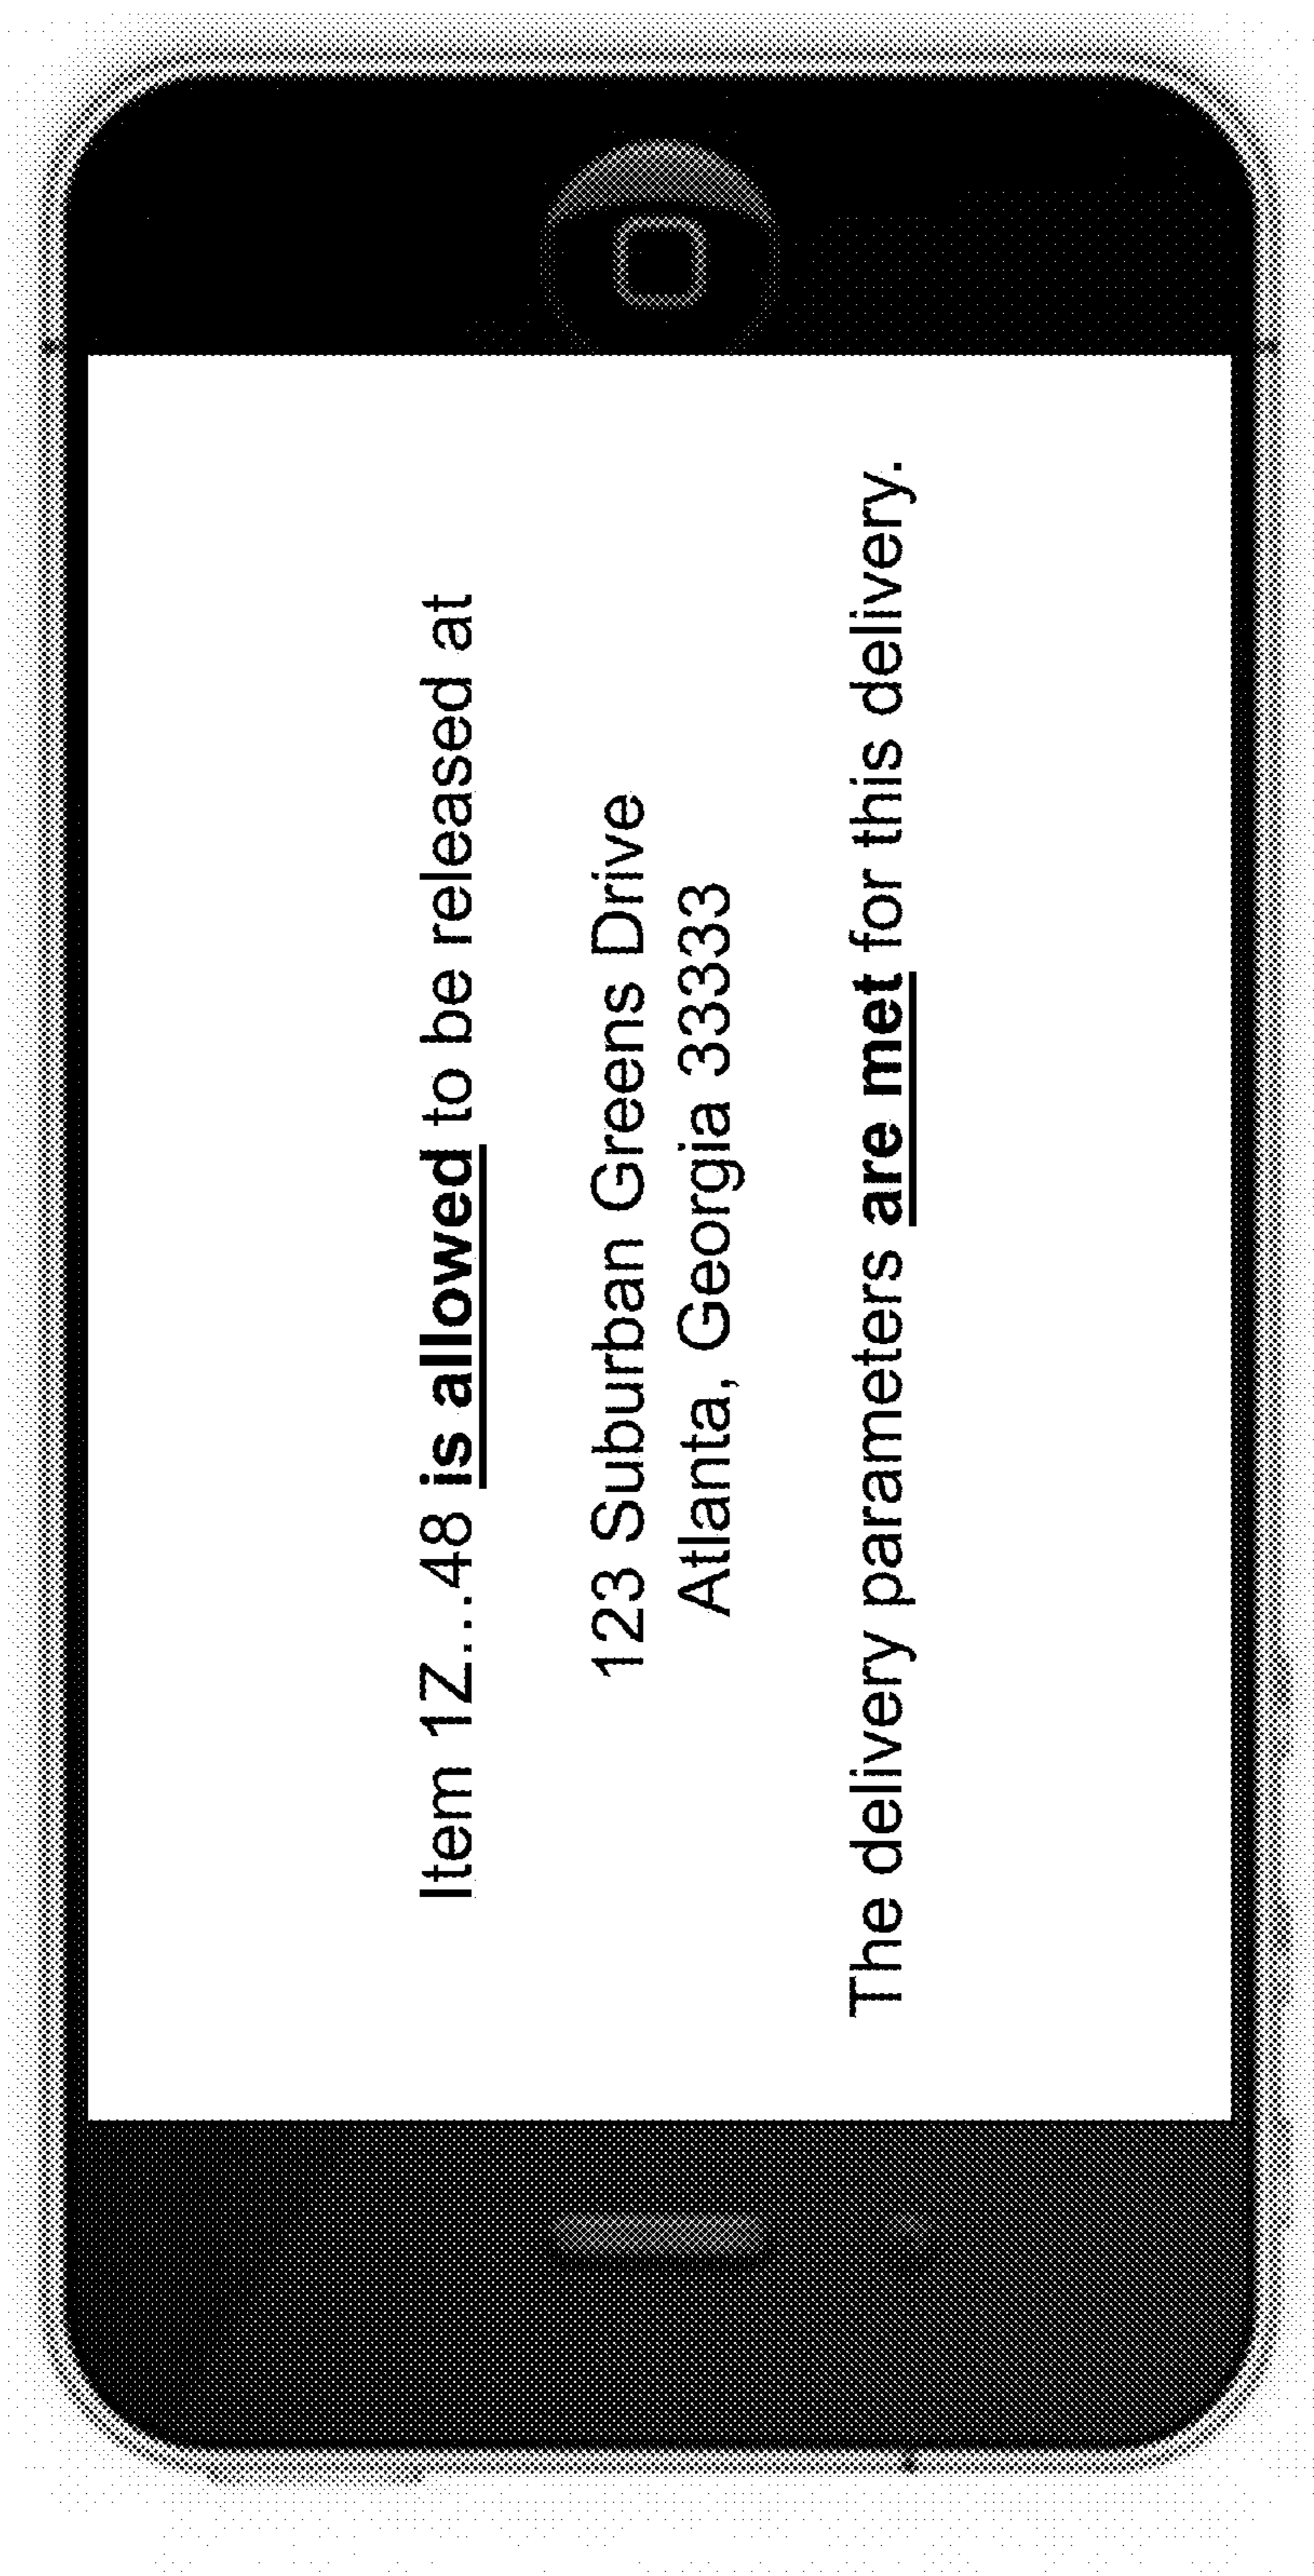 Item 1Z...48 is allowed to be released at
123 Suburban Greens Drive
Atlanta, Georgia 33333
The delivery parameters are met for this delivery.